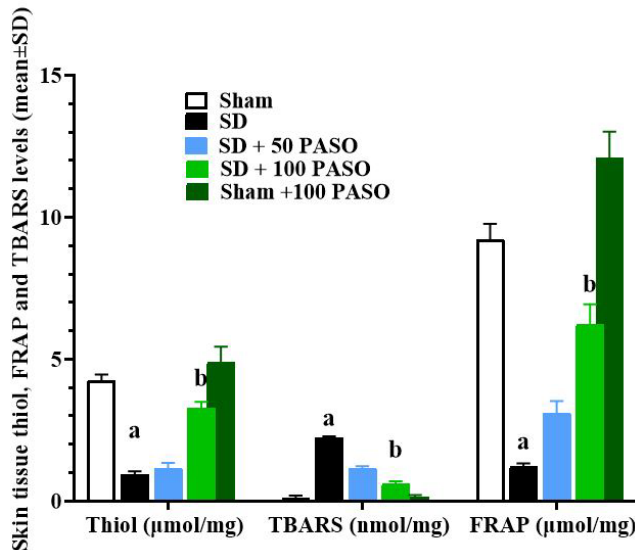 Skin tissue thiol, FRAP and TBARS levels (mean±SD)
15
10
5
0
Sham
SD
SD + 50 PASO
SD + 100 PASO
Sham +100 PASO
a
b
a
b
a
b
Thiol (µmol/mg)
TBARS (nmol/mg)
FRAP (µmol/mg)